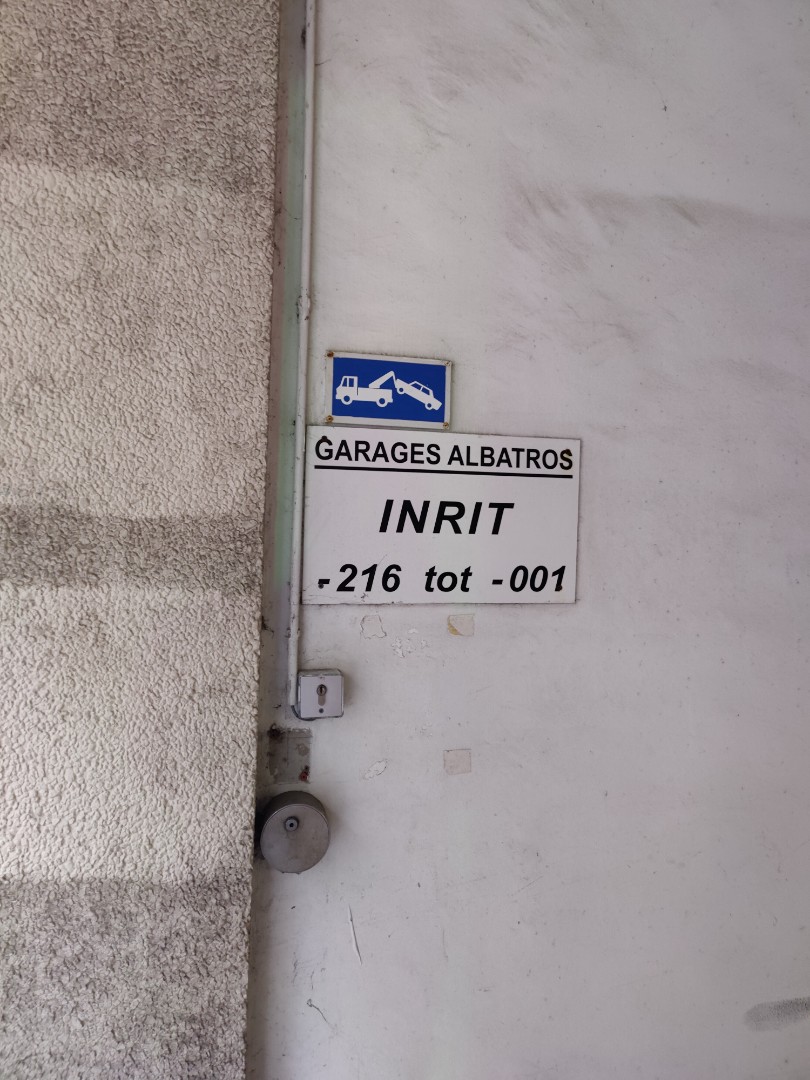 GARAGES ALBATROS
INRIT
-216 tot -001